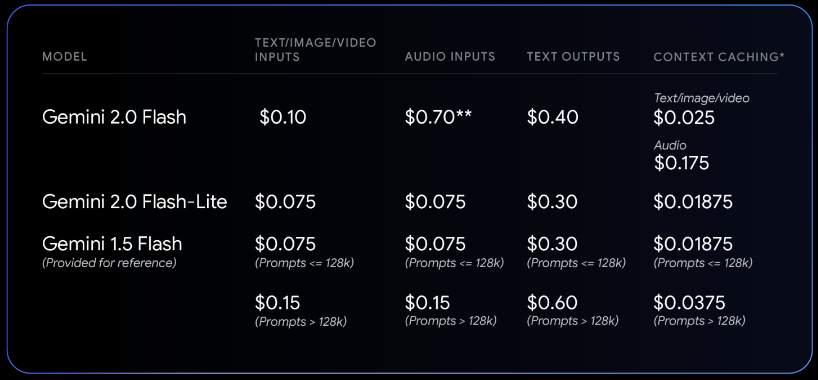 MODEL TEXT/IMAGE/VIDEO INPUTS AUDIO INPUTS TEXT OUTPUTS CONTEXT CACHING*
Text/image/video
Gemini 2.0 Flash $0.10 $0.70** $0.40 $0.025
Audio
$0.175
Gemini 2.0 Flash-Lite $0.075 $0.075 $0.30 $0.01875
Gemini 1.5 Flash $0.075 $0.075 $0.30 $0.01875
(Provided for reference) (Prompts <= 128k) (Prompts <= 128k) (Prompts <= 128k) (Prompts <= 128k)
$0.15 $0.15 $0.60 $0.0375
(Prompts > 128k) (Prompts > 128k) (Prompts > 128k) (Prompts > 128k)